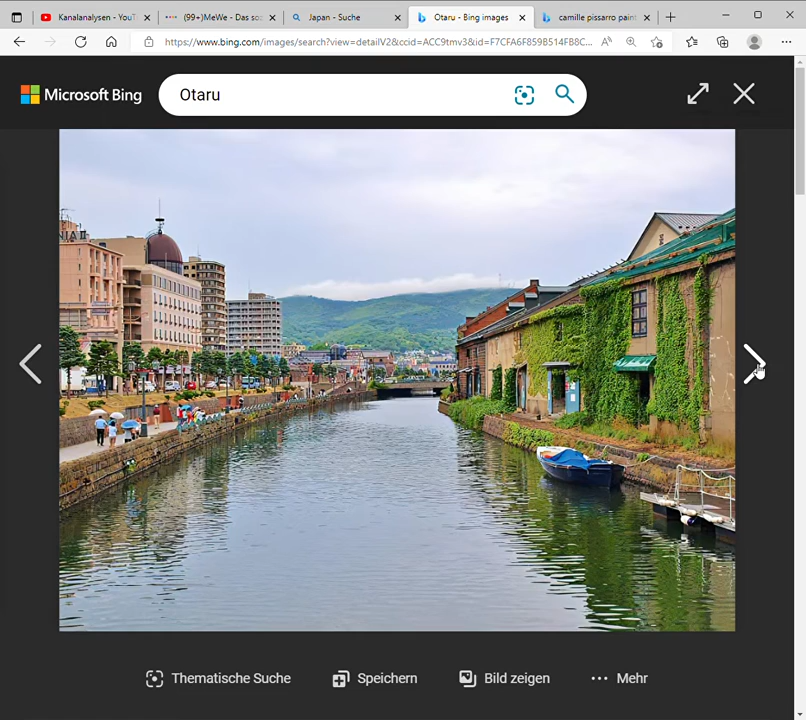 Kanalanalysen - YouT
(99+)MeWe - Das soz
Japan - Suche
Otaru - Bing images
camille pissarro paint
https://www.bing.com/images/search?view=detailV2&ccid=ACC9tmv3&id=F7CFA6F859B514FB8C...
Microsoft Bing
Otaru
Thematische Suche
Speichern
Bild zeigen
Mehr